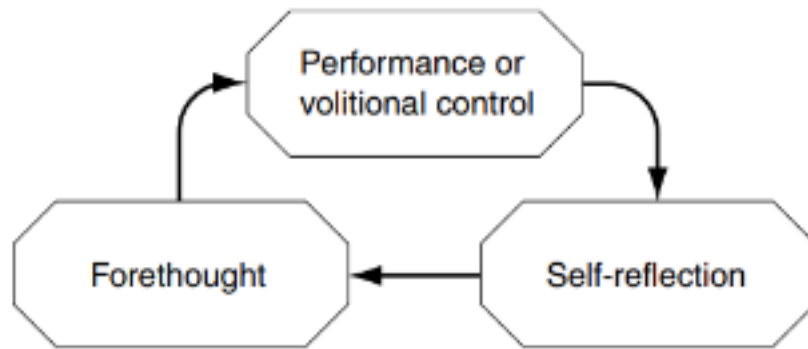 Performance or
volitional control
Forethought
Self-reflection